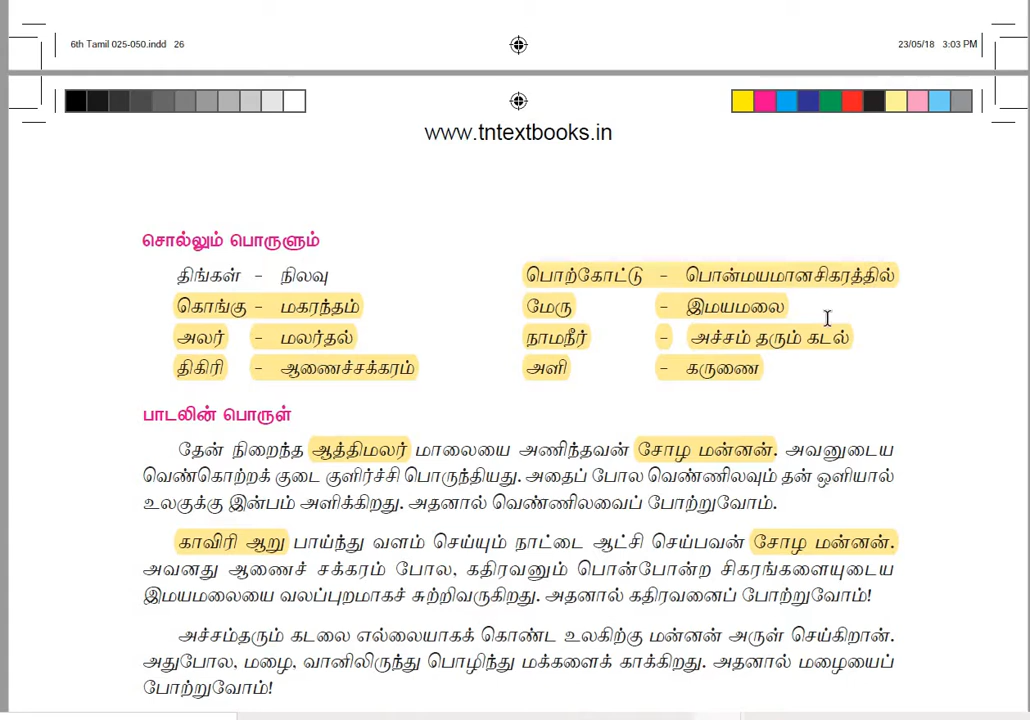 6th Tamil 025-050.indd 26
23/05/18 3:03 PM
www.tntextbooks.in
சொல்லும் பொருளும்
திங்கள் - நிலவு
பொற்கோட்டு - பொன்மயமானசிகரத்தில்
கொங்கு - மகரந்தம்
மேரு - இமயமலை
அலர் - மலர்தல்
நாமநீர் - அச்சம் தரும் கடல்
திகிரி - ஆணைச்சக்கரம்
அளி - கருணை
பாடலின் பொருள்
தேன் நிறைந்த ஆத்திமலர் மாலையை அணிந்தவன் சோழ மன்னன். அவனுடைய
வெண்கொற்றக் குடை குளிர்ச்சி பொருந்தியது. அதைப் போல வெண்ணிலவும் தன் ஒளியால்
உலகுக்கு இன்பம் அளிக்கிறது. அதனால் வெண்ணிலவைப் போற்றுவோம்.
காவிரி ஆறு பாய்ந்து வளம் செய்யும் நாட்டை ஆட்சி செய்பவன் சோழ மன்னன்.
அவனது ஆணைச் சக்கரம் போல, கதிரவனும் பொன்போன்ற சிகரங்களையுடைய
இமயமலையை வலப்புறமாகச் சுற்றிவருகிறது. அதனால் கதிரவனைப் போற்றுவோம்!
அச்சம்தரும் கடலை எல்லையாகக் கொண்ட உலகிற்கு மன்னன் அருள் செய்கிறான்.
அதுபோல, மழை, வானிலிருந்து பொழிந்து மக்களைக் காக்கிறது. அதனால் மழையைப்
போற்றுவோம்!